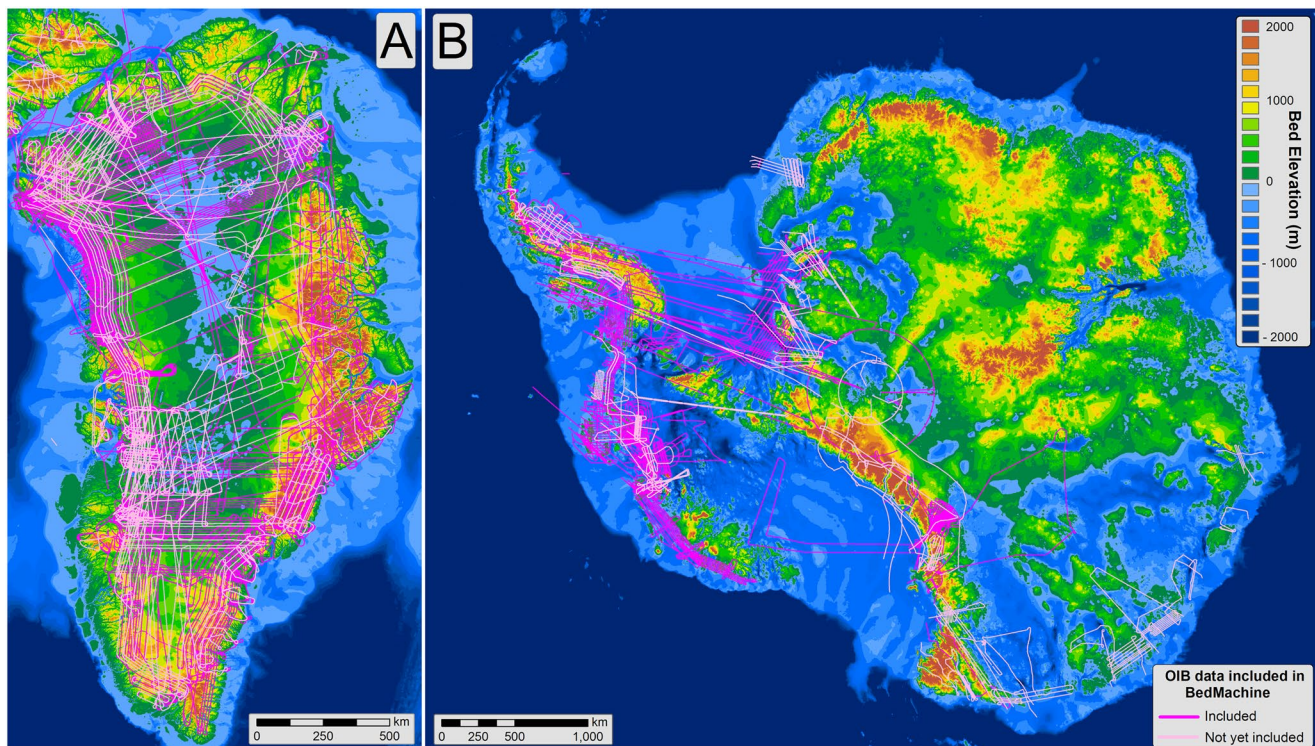 A
B
2000
1000
0
- 1000
- 2000
Bed Elevation (m)
km
0 250 500
km
0 250 500 1,000
OIB data included in
BedMachine
Included
Not yet included